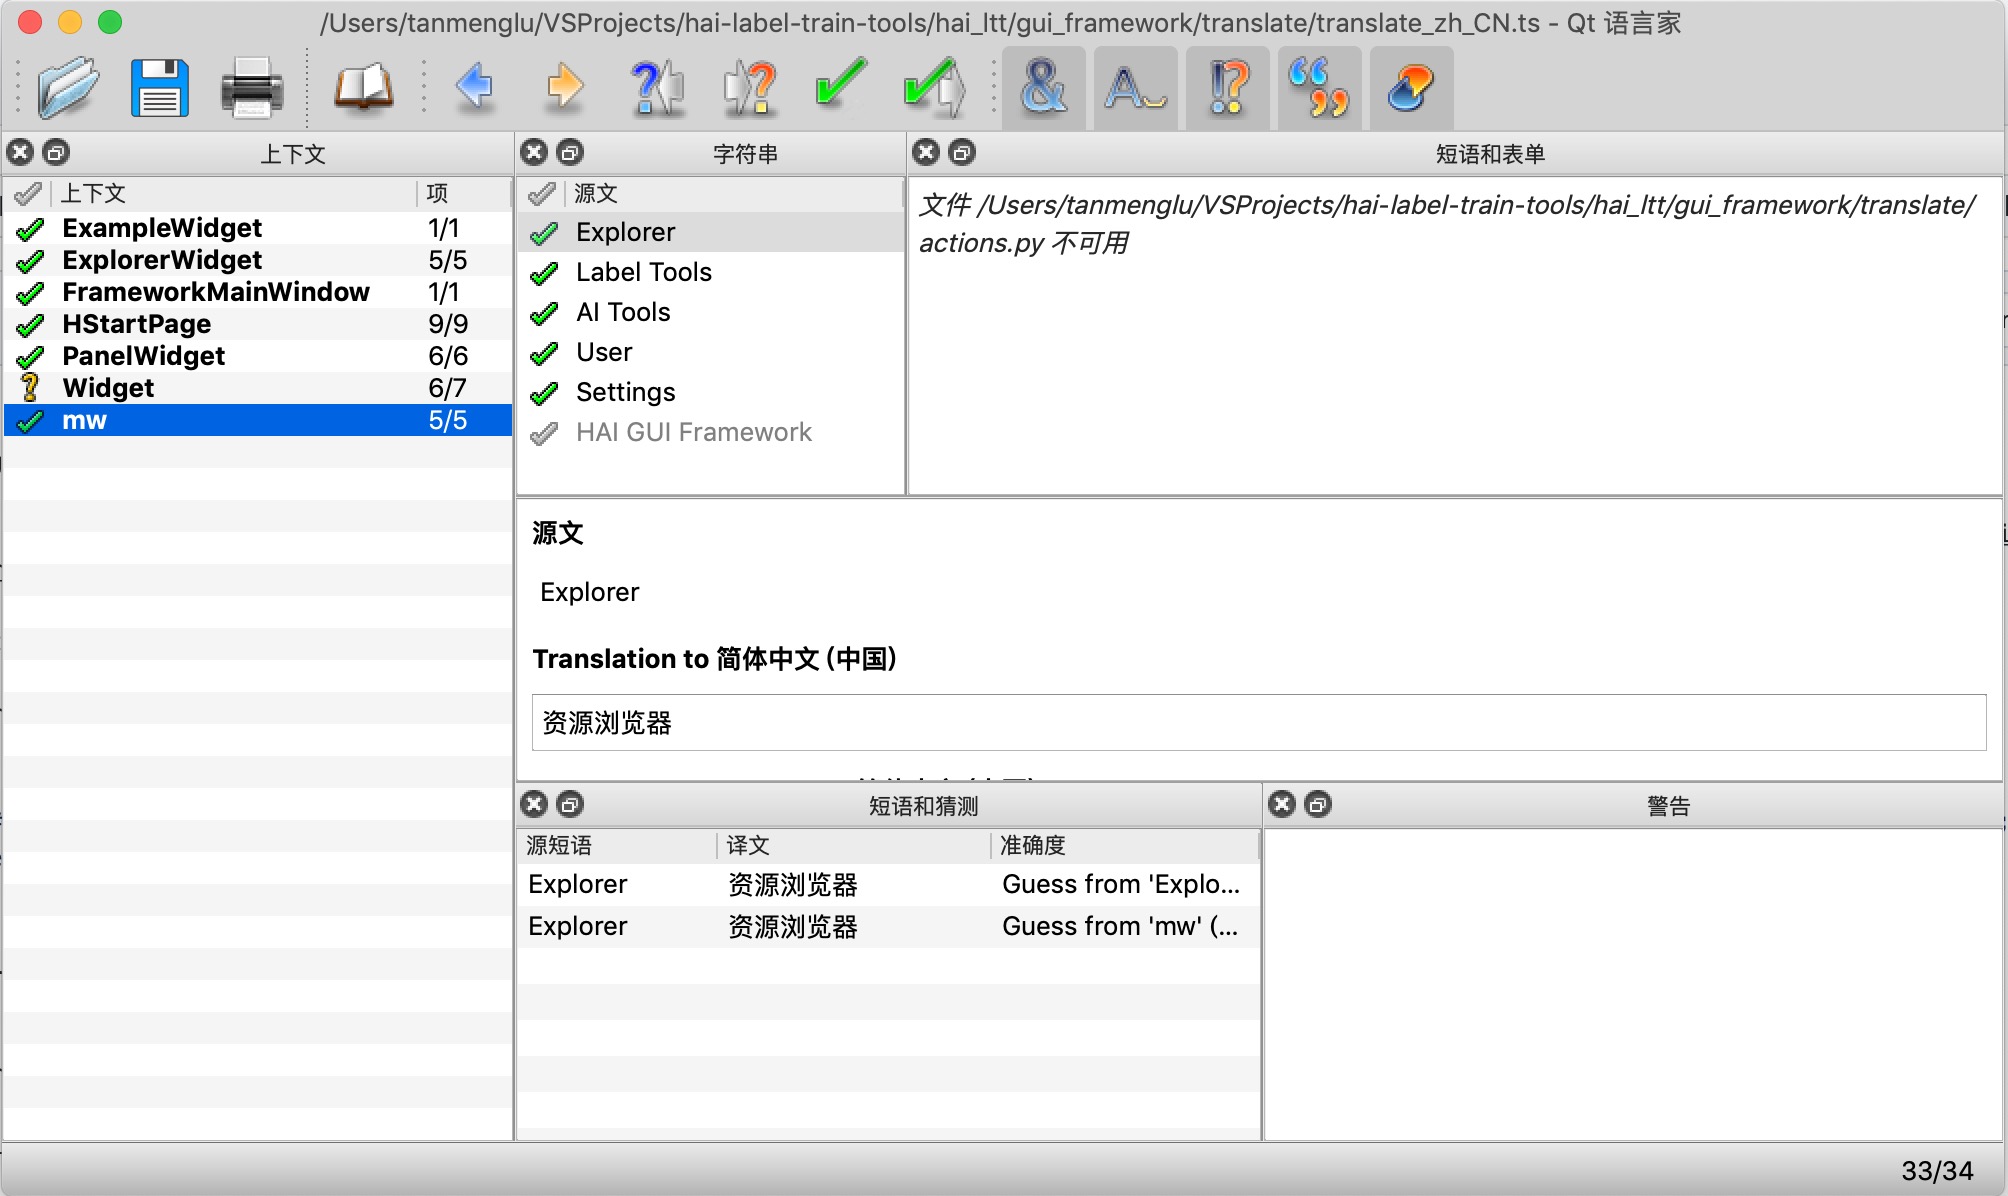 /Users/tanmenglu/VSProjects/hai-label-train-tools/hai_ltt/gui_framework/translate/translate_zh_CN.ts - Qt 语言家
上下文
上下文 项
ExampleWidget 1/1
ExplorerWidget 5/5
FrameworkMainWindow 1/1
HStartPage 9/9
PanelWidget 6/6
Widget 6/7
mw 5/5
字符串
源文
Explorer
Label Tools
AI Tools
User
Settings
HAI GUI Framework
短语和表单
文件 /Users/tanmenglu/VSProjects/hai-label-train-tools/hai_ltt/gui_framework/translate/
actions.py 不可用
源文
Explorer
Translation to 简体中文 (中国)
资源浏览器
短语和猜测
源短语 译文 准确度
Explorer 资源浏览器 Guess from 'Explo...
Explorer 资源浏览器 Guess from 'mw' (...
警告
33/34